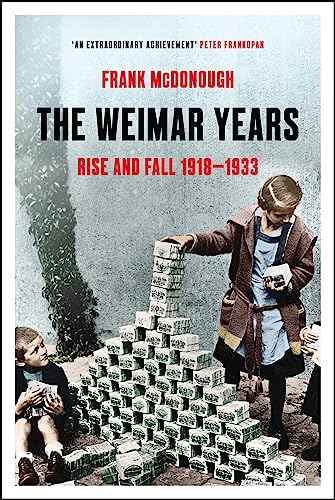 'AN EXTRAORDINARY ACHIEVEMENT' PETER FRANKOPAN
FRANK McDONOUGH
THE WEIMAR YEARS
RISE AND FALL 1918–1933